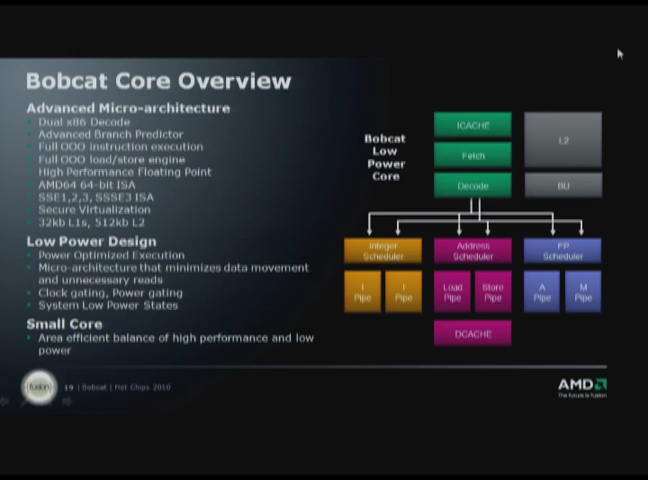 Bobcat Core Overview
Advanced Micro-architecture
Dual x86 Decode
Advanced Branch Predictor
Full OOO instruction execution
Full OOO load/store engine
High Performance Floating Point
AMD64 64-bit ISA
SSE1,2,3, SSSE3 ISA
Secure Virtualization
32kb L1s, 512kb L2
Low Power Design
Power Optimized Execution
Micro-architecture that minimizes data movement
and unnecessary reads
Clock gating, Power gating
System Low Power States
Small Core
Area efficient balance of high performance and low
power
Bobcat
Low
Power
Core
ICACHE
Fetch
Decode
L2
BU
Integer
Scheduler
Address
Scheduler
FP
Scheduler
I
Pipe
I
Pipe
Load
Pipe
Store
Pipe
A
Pipe
M
Pipe
DCACHE
fusion
19 | Bobcat | Hot Chips 2010
AMD
The future is fusion